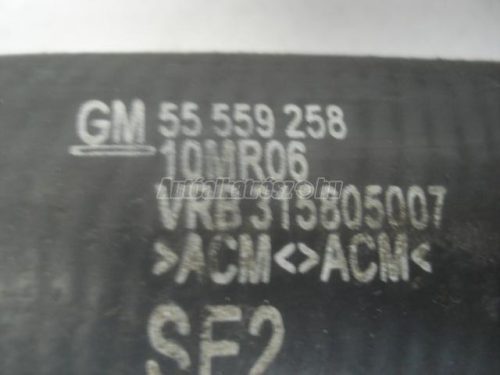 GM 55 559 258
10MR06
VRB 315805007
>ACM<>ACM<
SF2